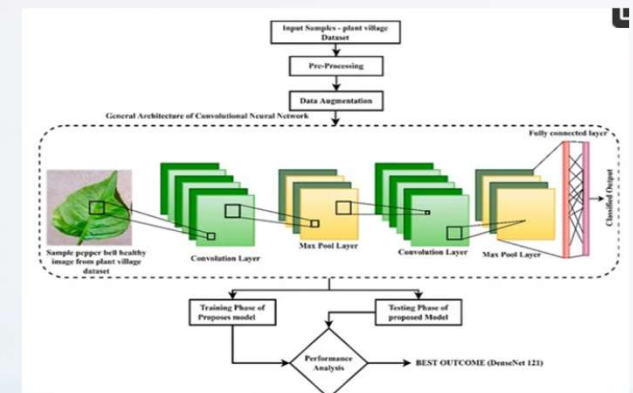 Input Samples - plant village
Dataset
Pre-Processing
Data Augmentation
General Architecture of Convolutional Neural Network
Fully connected layer
Classified Output
Sample pepper bell healthy
image from plant village
dataset
Convolution Layer
Max Pool Layer
Convolution Layer
Max Pool Layer
Training Phase of
Proposes model
Testing Phase of
proposed Model
Performance
Analysis
BEST OUTCOME (DenseNet 121)